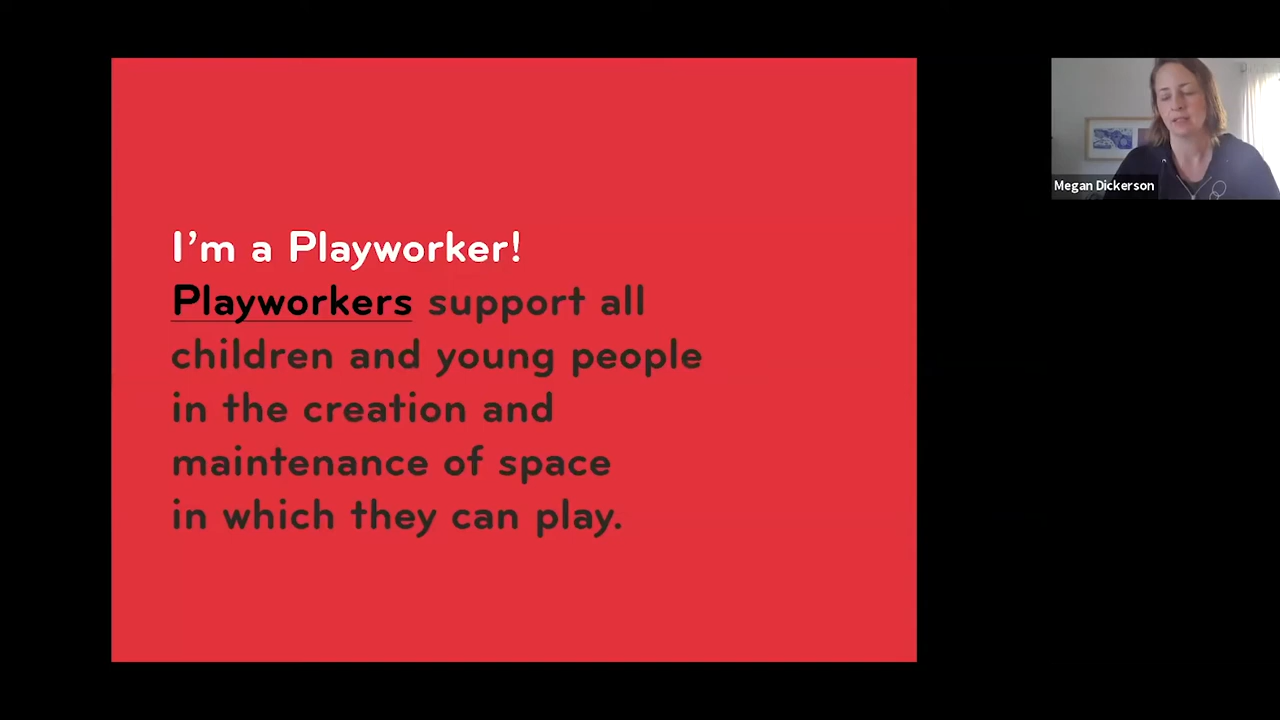 I'm a Playworker!
Playworkers support all
children and young people
in the creation and
maintenance of space
in which they can play.
Megan Dickerson